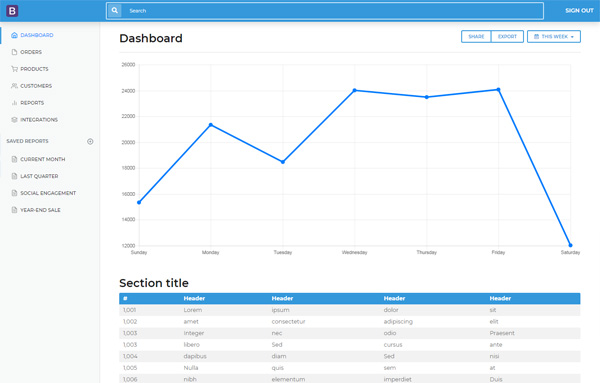 B Search SIGN OUT
DASHBOARD
ORDERS
PRODUCTS
CUSTOMERS
REPORTS
INTEGRATIONS
SAVED REPORTS
CURRENT MONTH
LAST QUARTER
SOCIAL ENGAGEMENT
YEAR-END SALE
Dashboard SHARE EXPORT THIS WEEK
26000
24000
22000
20000
18000
16000
14000
12000
Sunday Monday Tuesday Wednesday Thursday Friday Saturday
Section title
# Header Header Header Header
1,001 Lorem ipsum dolor sit
1,002 amet consectetur adipiscing elit
1,003 Integer nec odio Praesent
1,003 libero Sed cursus ante
1,004 dapibus diam Sed nisi
1,005 Nulla quis sem at
1,006 nibh elementum imperdiet Duis